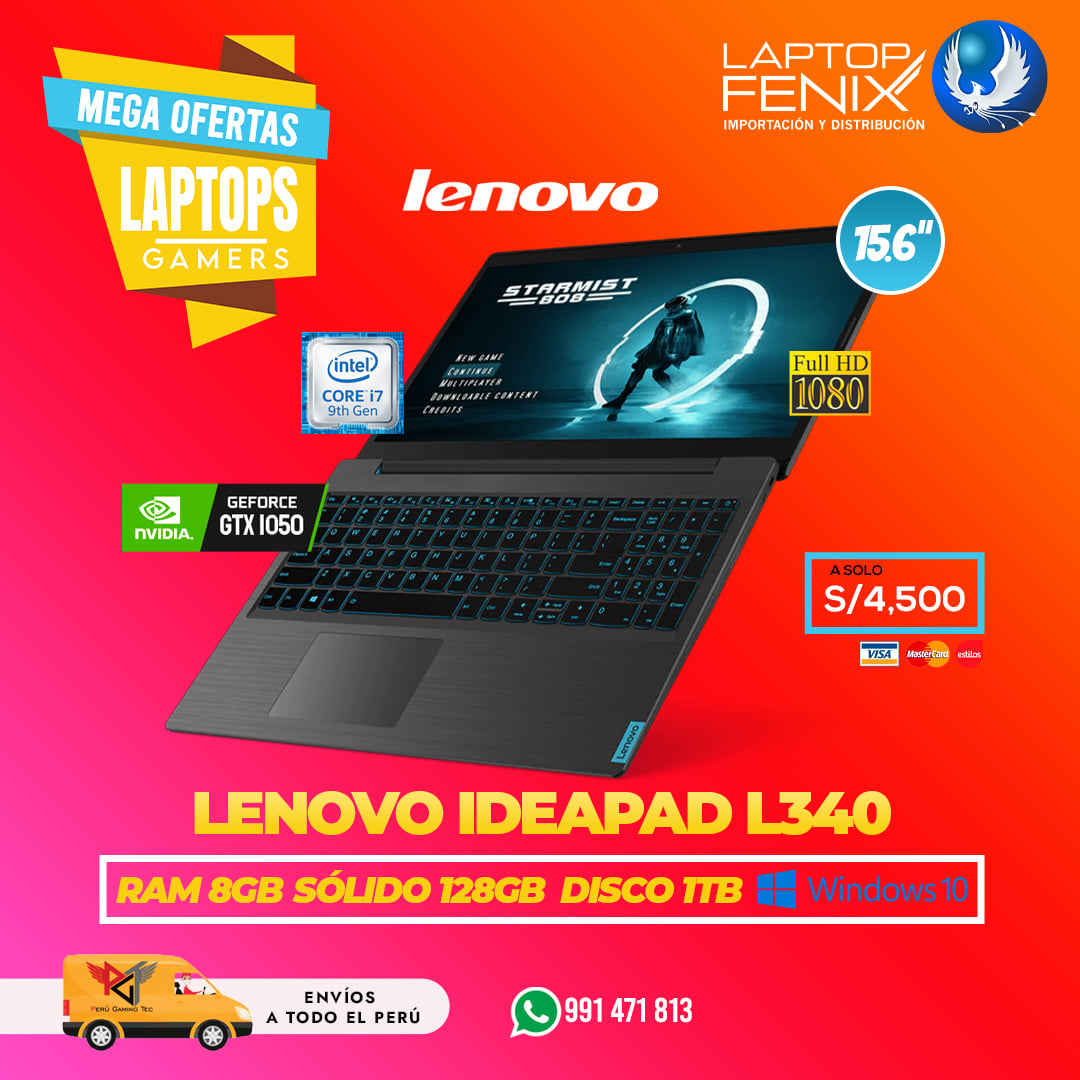 MEGA OFERTAS
LAPTOPS
GAMERS
LAPTOP
FENIX
IMPORTACIÓN Y DISTRIBUCIÓN
lenovo
15.6"
STARMIST
808
NEW GAME
CONTINUE
MULTIPLAYER
DOWNLOADABLE CONTENT
CREDITS
intel
CORE i7
9th Gen
Full HD
1080
NVIDIA.
GEFORCE
GTX 1050
A SOLO
S/4,500
VISA
MasterCard
estilos
Lenovo
LENOVO IDEAPAD L340
RAM 8GB SÓLIDO 128GB DISCO 1TB Windows 10
PERÚ GAMING TEC
ENVÍOS
A TODO EL PERÚ
991 471 813